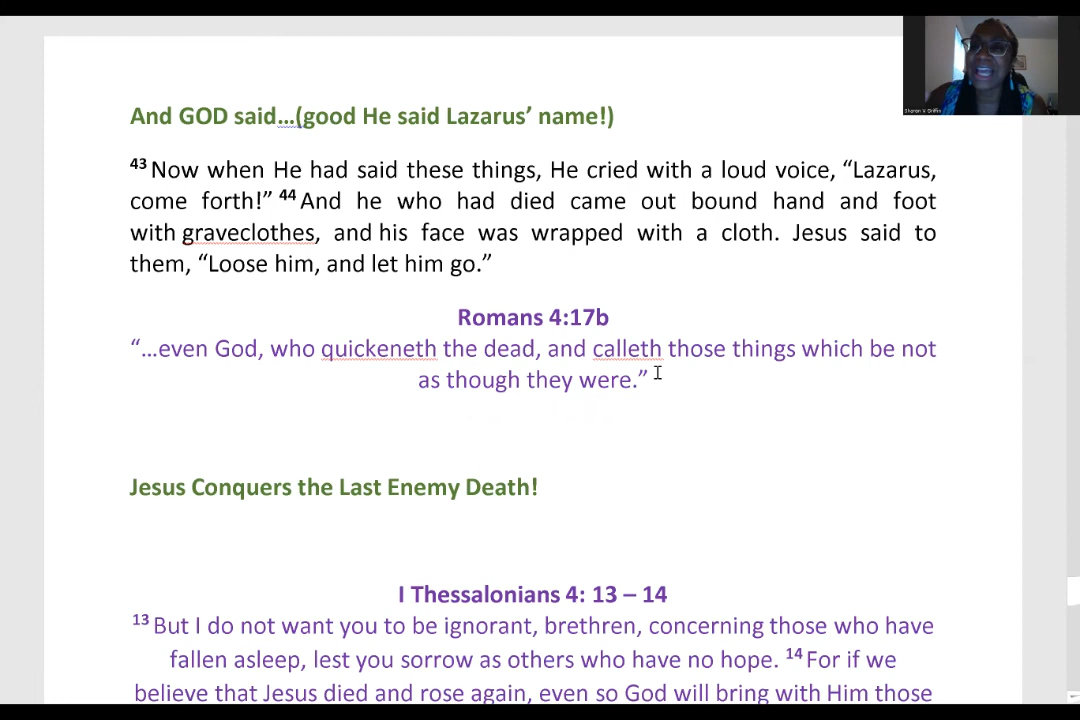 Sharon V Griffin
And GOD said...(good He said Lazarus’ name!)
43 Now when He had said these things, He cried with a loud voice, “Lazarus,
come forth!” 44 And he who had died came out bound hand and foot
with graveclothes, and his face was wrapped with a cloth. Jesus said to
them, “Loose him, and let him go.”
Romans 4:17b
“…even God, who quickeneth the dead, and calleth those things which be not
as though they were.”
Jesus Conquers the Last Enemy Death!
I Thessalonians 4: 13 – 14
13 But I do not want you to be ignorant, brethren, concerning those who have
fallen asleep, lest you sorrow as others who have no hope. 14 For if we
believe that Jesus died and rose again, even so God will bring with Him those